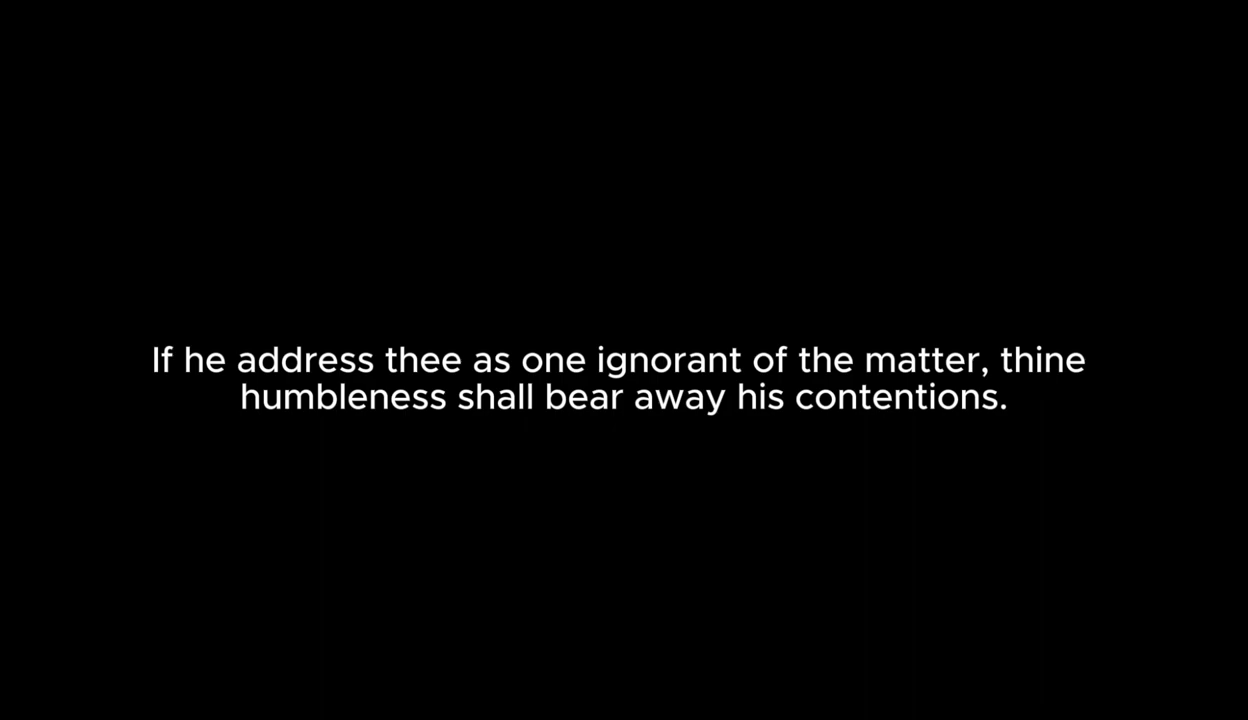 If he address thee as one ignorant of the matter, thine
humbleness shall bear away his contentions.